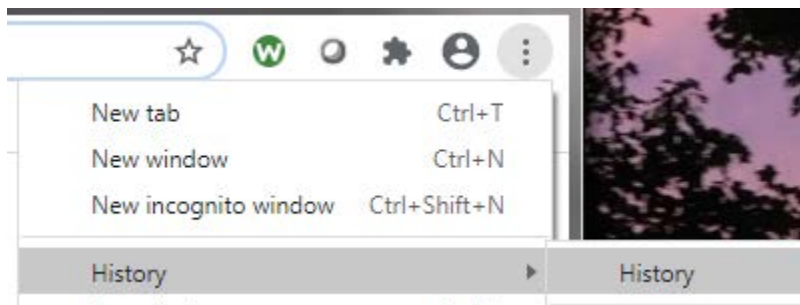 W
New tab Ctrl+T
New window Ctrl+N
New incognito window Ctrl+Shift+N
History History